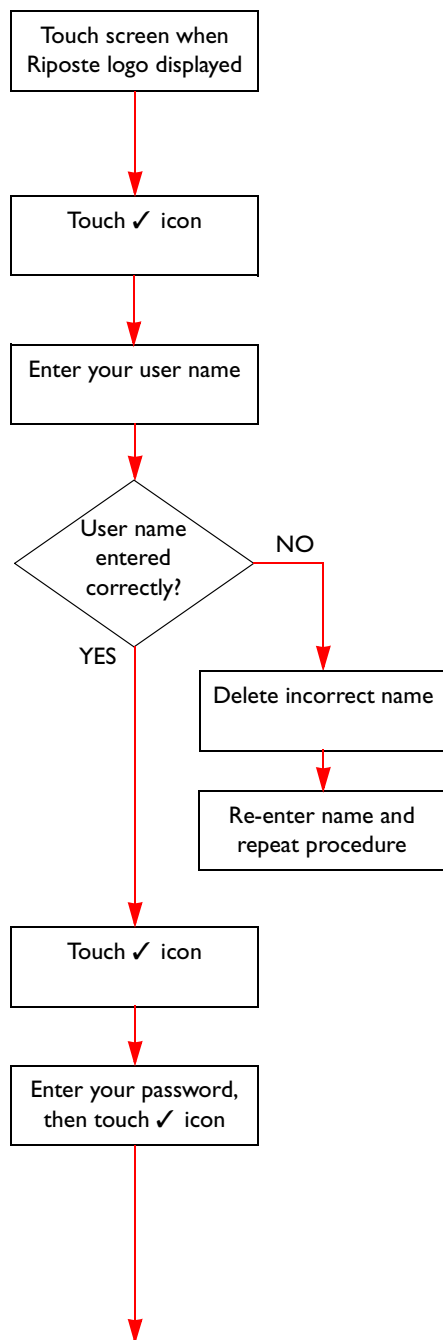 Touch screen when
Riposte logo displayed
Touch ✓ icon
Enter your user name
User name
entered
correctly?
NO
YES
Delete incorrect name
Re-enter name and
repeat procedure
Touch ✓ icon
Enter your password,
then touch ✓ icon